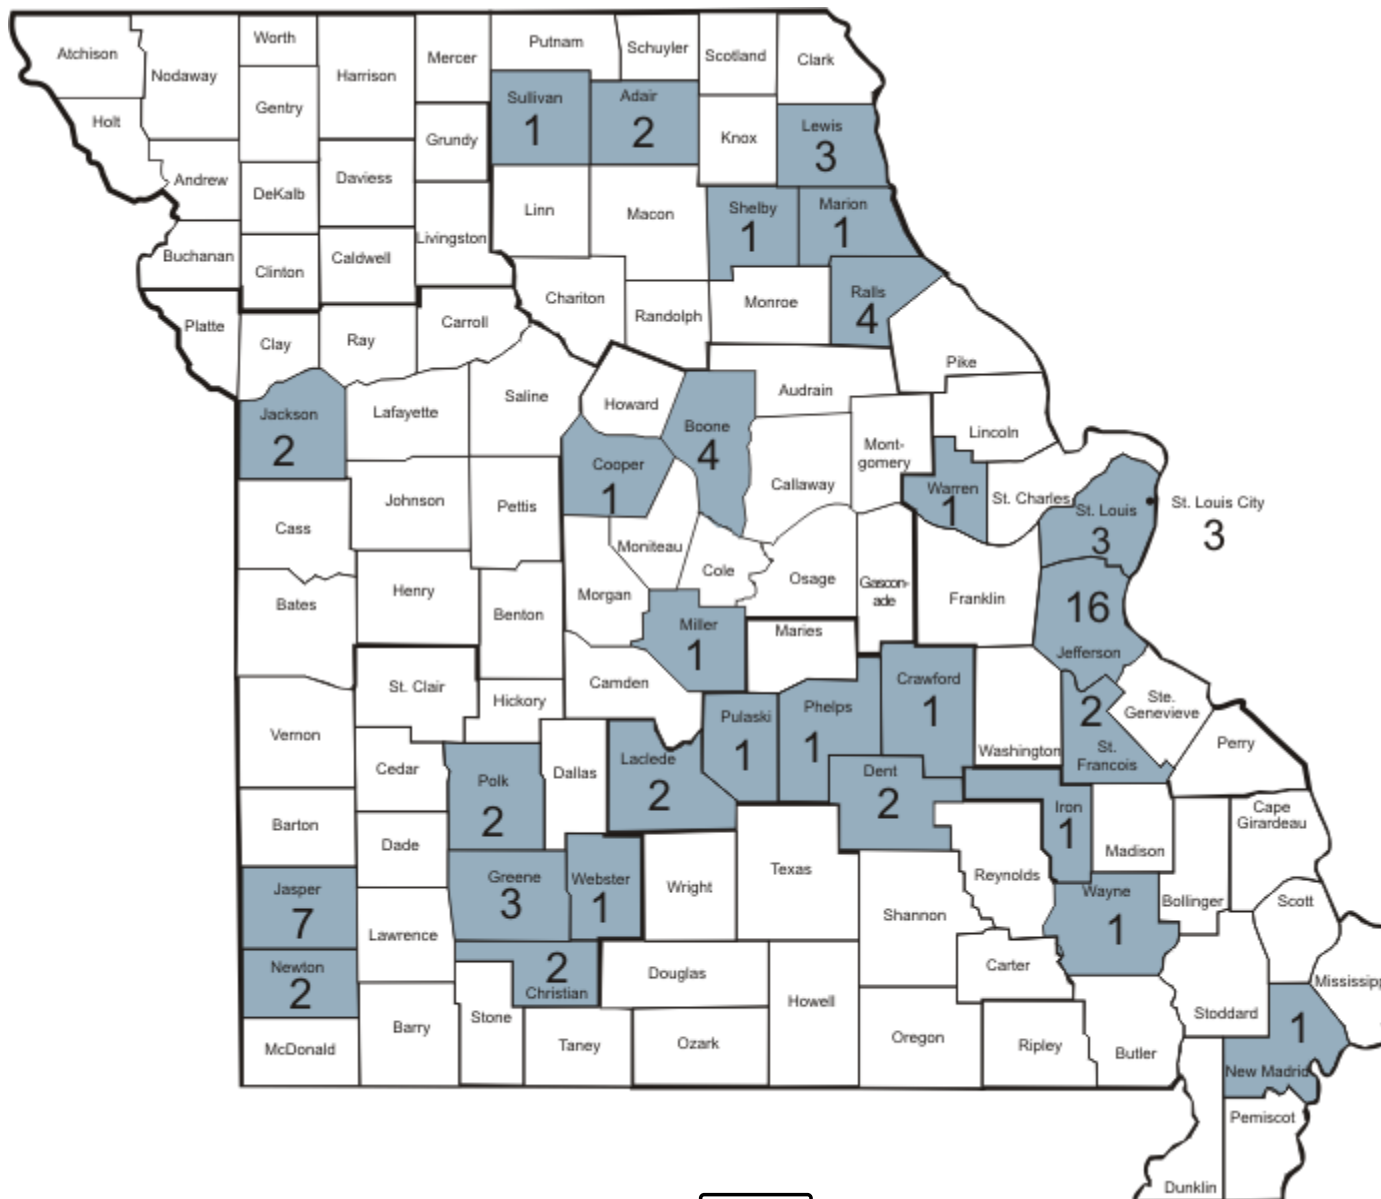 Atchison
Nodaway
Worth
Harrison
Mercer
Putnam
Schuyler
Scotland
Clark
Holt
Gentry
Sullivan
1
Adair
2
Knox
Lewis
3
Andrew
DeKalb
Daviess
Grundy
Linn
Macon
Shelby
1
Marion
1
Buchanan
Clinton
Caldwell
Livingston
Chariton
Randolph
Monroe
Ralls
4
Platte
Clay
Ray
Carroll
Pike
Jackson
2
Lafayette
Saline
Howard
Boone
4
Audrain
Lincoln
Cooper
1
Callaway
Mont-
gomery
Warren
1
St. Charles
St. Louis
3
St. Louis City
3
Cass
Johnson
Pettis
Moniteau
Cole
Osage
Gascon-
ade
Franklin
16
Jefferson
Bates
Henry
Benton
Morgan
Miller
1
Maries
St. Clair
Hickory
Camden
Pulaski
1
Phelps
1
Crawford
1
Washington
2
St.
Francois
Ste.
Genevieve
Perry
Vernon
Cedar
Polk
2
Dallas
Laclede
2
Dent
2
Iron
1
Madison
Cape
Girardeau
Barton
Dade
Greene
3
Webster
1
Wright
Texas
Reynolds
Wayne
1
Bollinger
Scott
Jasper
7
Lawrence
2
Christian
Douglas
Shannon
Carter
Mississipp
Newton
2
Stone
Howell
Stoddard
1
New Madrid
McDonald
Barry
Taney
Ozark
Oregon
Ripley
Butler
Pemiscot
Dunklin